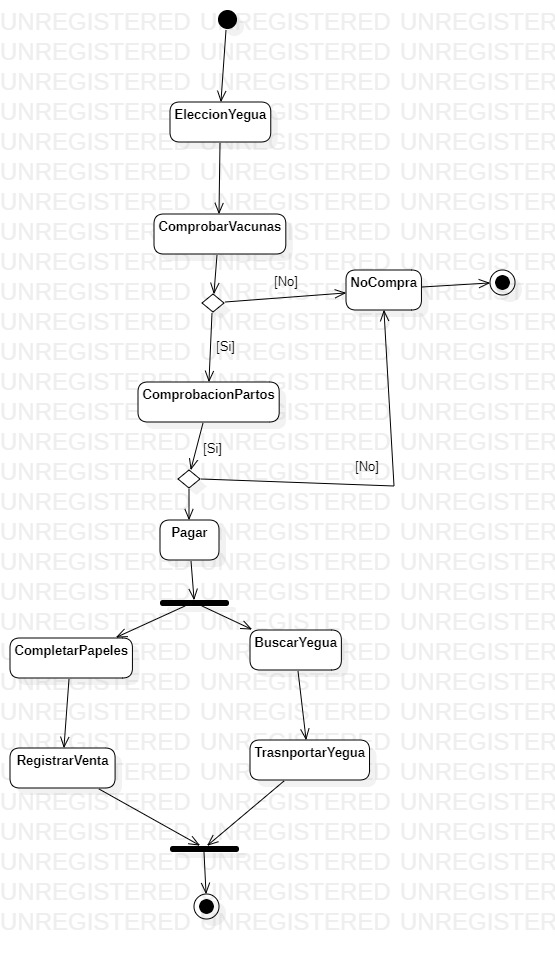 UNREGISTERED UNREGISTERED UNREGISTERED
EleccionYegua
ComprobarVacunas
[No]
NoCompra
[Si]
ComprobacionPartos
[Si]
[No]
Pagar
CompletarPapeles
BuscarYegua
RegistrarVenta
TrasnportarYegua